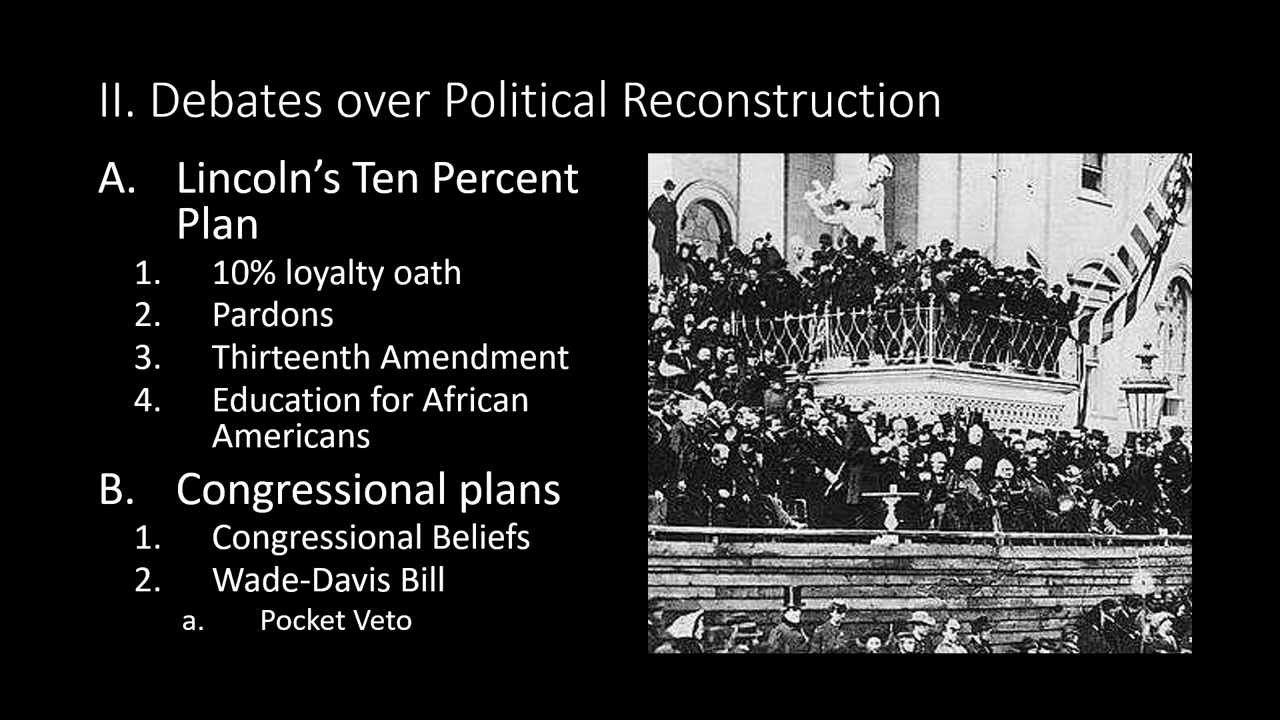 II. Debates over Political Reconstruction
A. Lincoln’s Ten Percent
Plan
1. 10% loyalty oath
2. Pardons
3. Thirteenth Amendment
4. Education for African
Americans
B. Congressional plans
1. Congressional Beliefs
2. Wade-Davis Bill
a. Pocket Veto